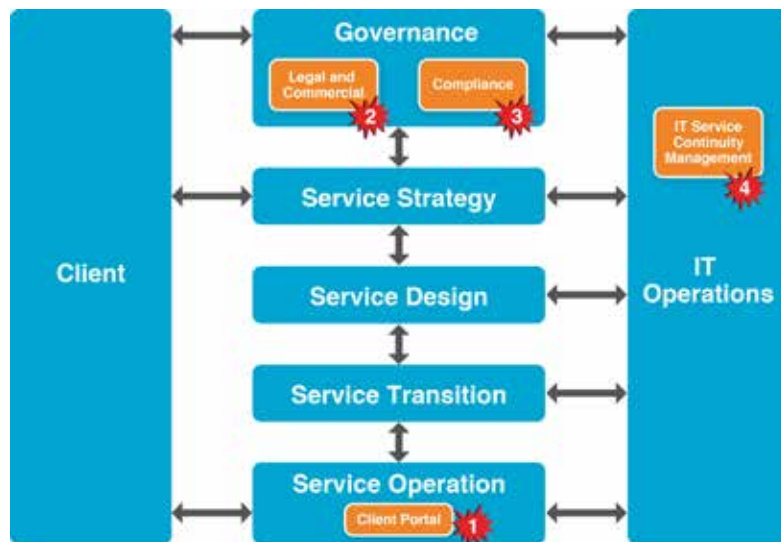 Governance
Legal and
Commercial
2
Compliance
3
IT Service
Continuity
Management
4
Service Strategy
Client
Service Design
IT
Operations
Service Transition
Service Operation
Client Portal
1